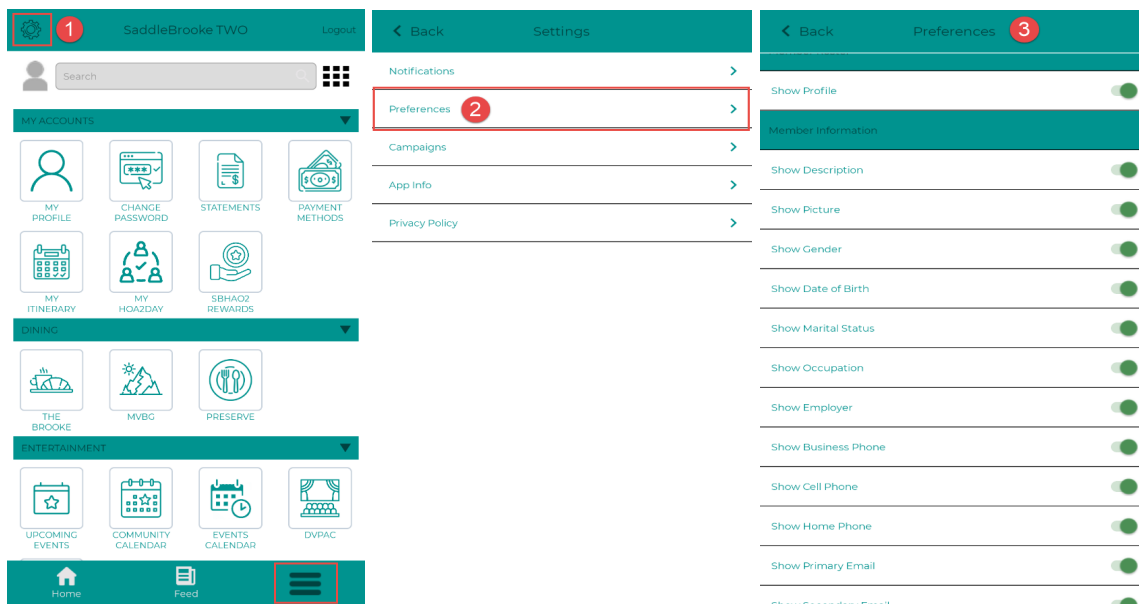 1
SaddleBrooke TWO
Logout
Search
MY ACCOUNTS
MY
PROFILE
CHANGE
PASSWORD
STATEMENTS
PAYMENT
METHODS
MY
ITINERARY
MY
HOA2DAY
SBHAO2
REWARDS
DINING
THE
BROOKE
MVBG
PRESERVE
ENTERTAINMENT
UPCOMING
EVENTS
COMMUNITY
CALENDAR
EVENTS
CALENDAR
DVPAC
Home
Feed
Back
Settings
Notifications
Preferences 2
Campaigns
App Info
Privacy Policy
Back
Preferences 3
Show Profile
Member Information
Show Description
Show Picture
Show Gender
Show Date of Birth
Show Marital Status
Show Occupation
Show Employer
Show Business Phone
Show Cell Phone
Show Home Phone
Show Primary Email
Show Secondary Email